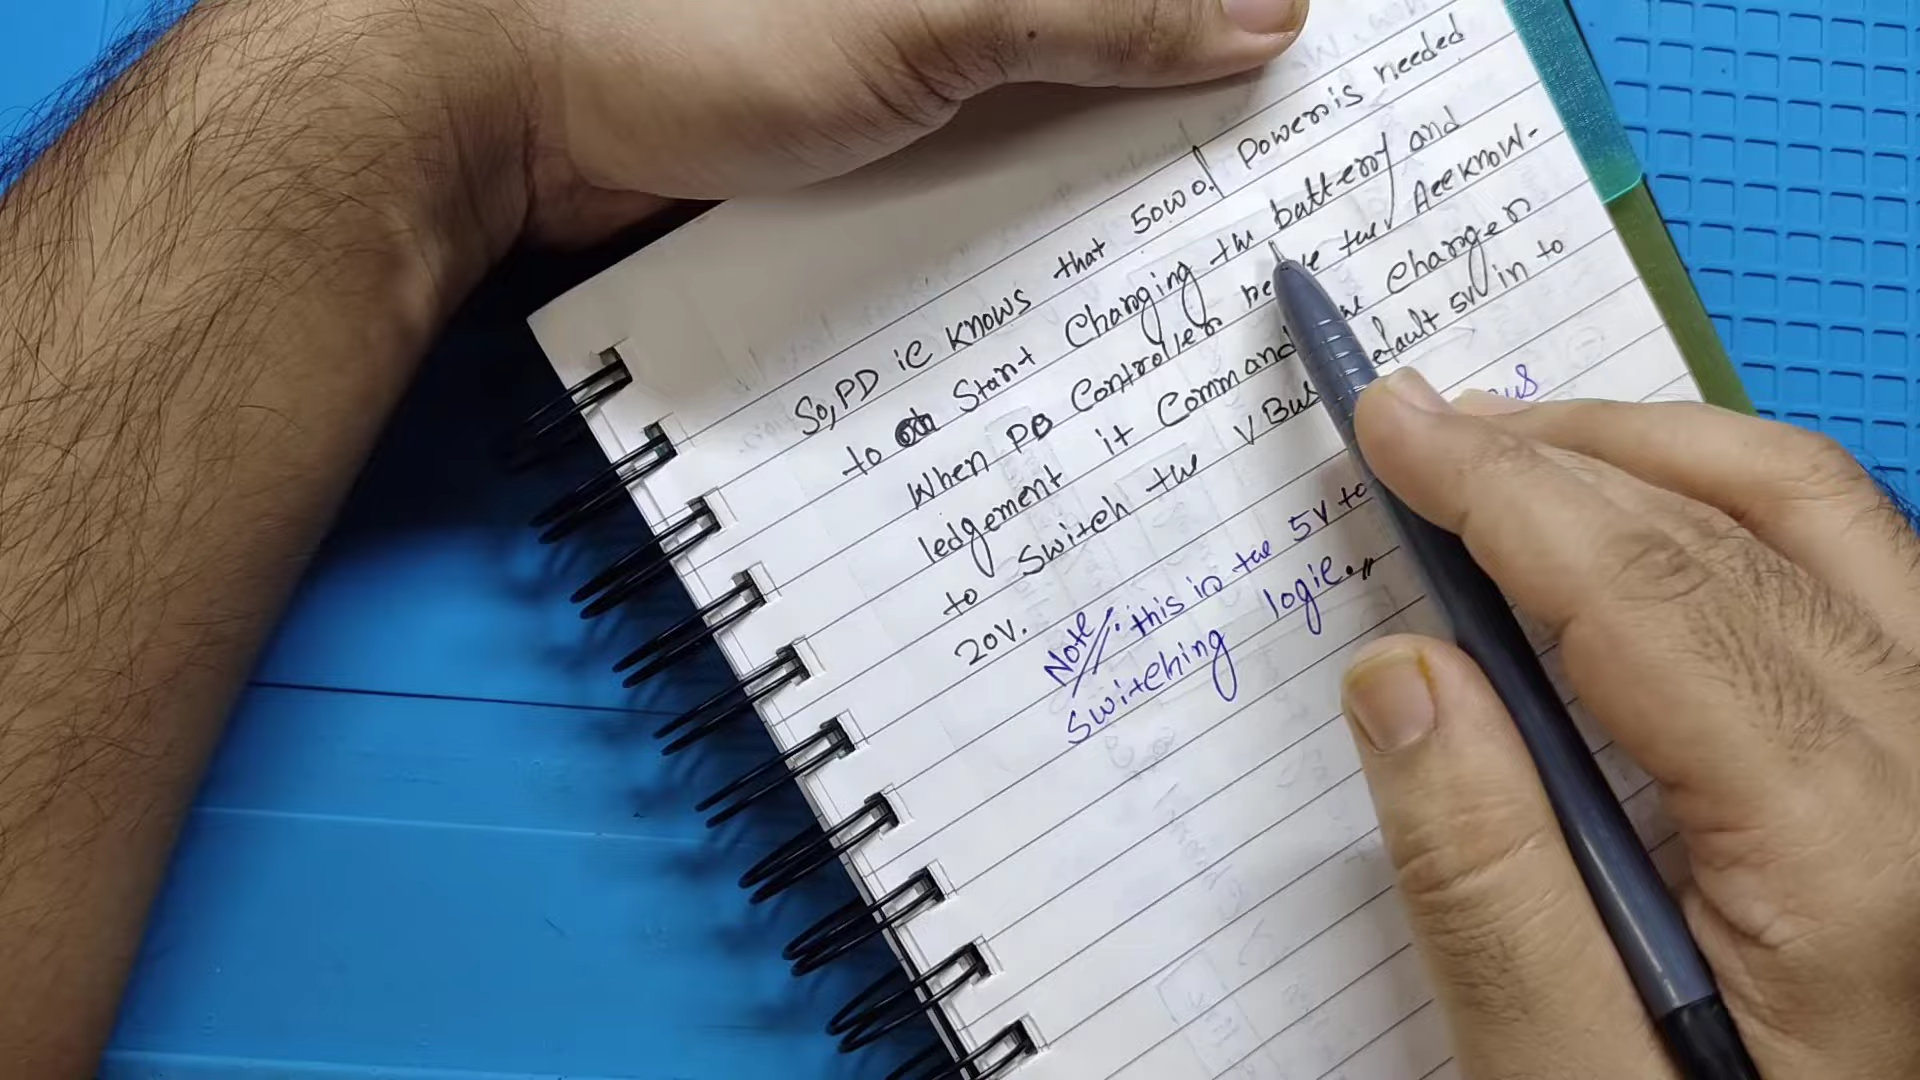 So, PD ic knows that 50w of Power is needed
to Start Charging the battery and
When PD Controller the Acknow-
ledgement it Command Charger
to Switch the VBus 5V in to
20V.
Note: this is the 5V to
Switching logic.